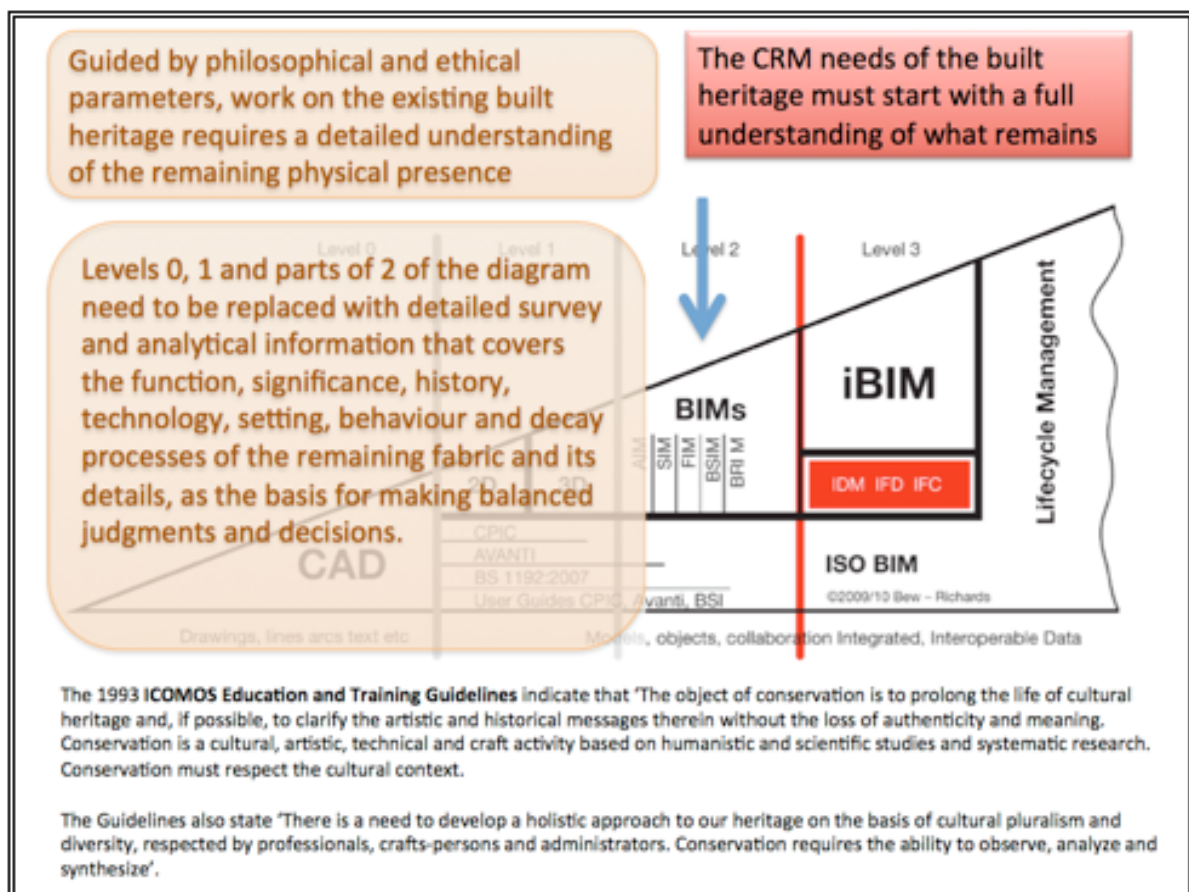 Guided by philosophical and ethical
parameters, work on the existing built
heritage requires a detailed understanding
of the remaining physical presence
The CRM needs of the built
heritage must start with a full
understanding of what remains
Level 0
Level 1
Level 2
Level 3
Levels 0, 1 and parts of 2 of the diagram
need to be replaced with detailed survey
and analytical information that covers
the function, significance, history,
technology, setting, behaviour and decay
processes of the remaining fabric and its
details, as the basis for making balanced
judgments and decisions.
BIMs
iBIM
Lifecycle Management
AIM
SIM
FIM
BSIM
BRIM
2D
3D
IDM IFD IFC
CAD
CPIC
AVANTI
BS 1192:2007
User Guides CPIC, Avanti, BSI
ISO BIM
©2009/10 Bew – Richards
Drawings, lines arcs text etc
Models, objects, collaboration Integrated, Interoperable Data
The 1993 ICOMOS Education and Training Guidelines indicate that ‘The object of conservation is to prolong the life of cultural
heritage and, if possible, to clarify the artistic and historical messages therein without the loss of authenticity and meaning.
Conservation is a cultural, artistic, technical and craft activity based on humanistic and scientific studies and systematic research.
Conservation must respect the cultural context.
The Guidelines also state ‘There is a need to develop a holistic approach to our heritage on the basis of cultural pluralism and
diversity, respected by professionals, crafts-persons and administrators. Conservation requires the ability to observe, analyze and
synthesize’.